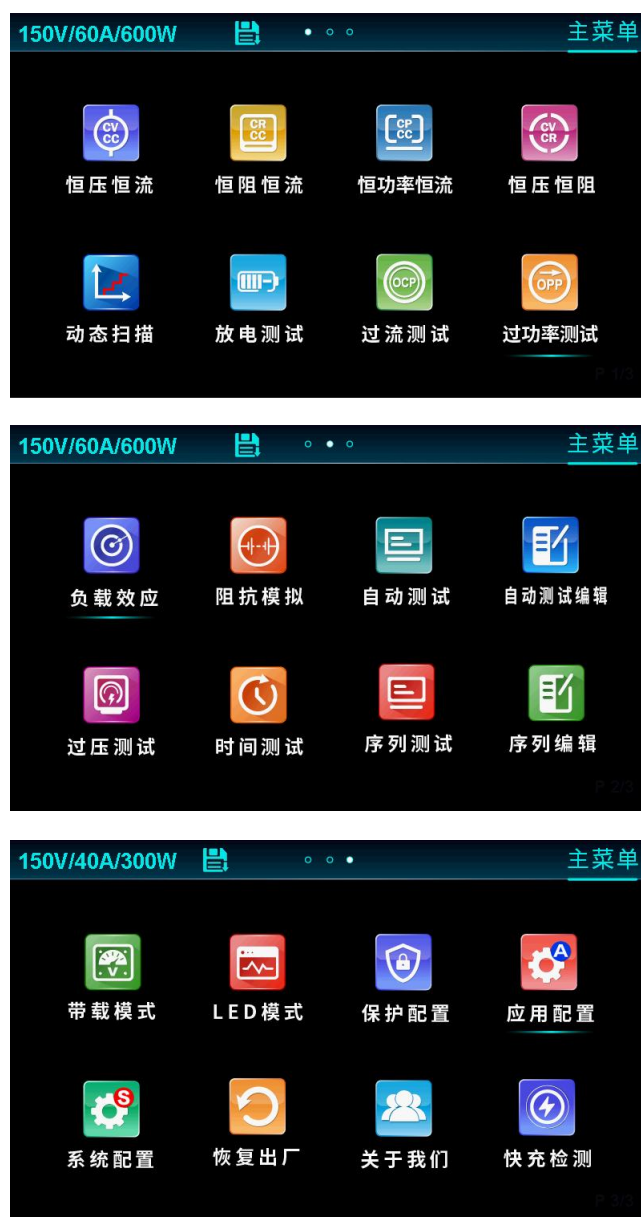 150V/60A/600W 主菜单
CV CC CR CC CP CC CV CR
恒压恒流 恒阻恒流 恒功率恒流 恒压恒阻
OCP OPP
动态扫描 放电测试 过流测试 过功率测试
P 1/3
150V/60A/600W 主菜单
负载效应 阻抗模拟 自动测试 自动测试编辑
过压测试 时间测试 序列测试 序列编辑
P 2/3
150V/40A/300W 主菜单
V A
带载模式 LED模式 保护配置 应用配置
S
系统配置 恢复出厂 关于我们 快充检测
P 3/3